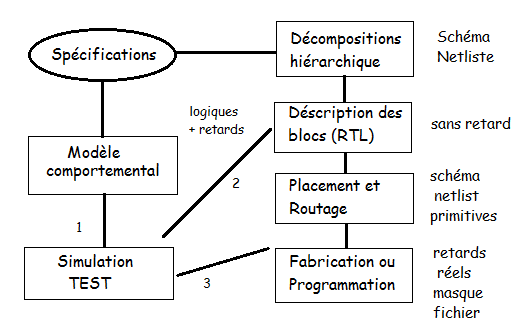 Spécifications
Décompositions
hiérarchique
Schéma
Netliste
logiques
+ retards
Déscription des
blocs (RTL)
sans retard
Modèle
comportemental
2
Placement et
Routage
schéma
netlist
primitives
1
Simulation
TEST
3
Fabrication ou
Programmation
retards
réels
masque
fichier